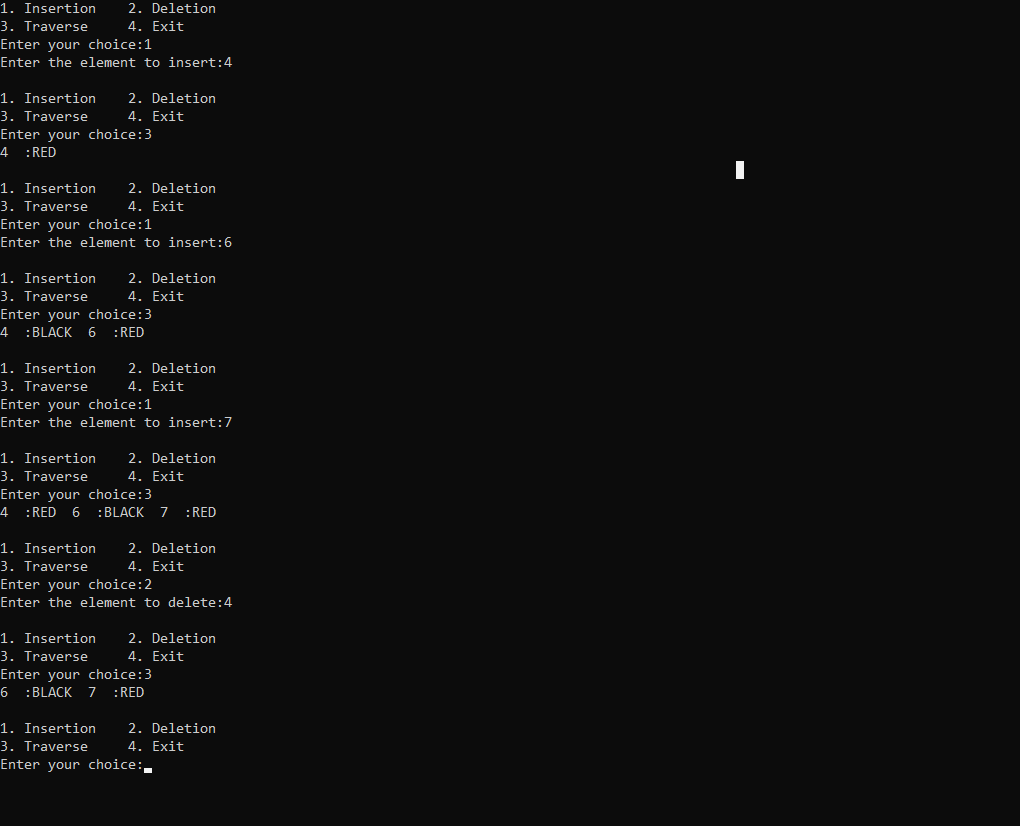 1. Insertion    2. Deletion
3. Traverse     4. Exit
Enter your choice:1
Enter the element to insert:4

1. Insertion    2. Deletion
3. Traverse     4. Exit
Enter your choice:3
4  :RED

1. Insertion    2. Deletion
3. Traverse     4. Exit
Enter your choice:1
Enter the element to insert:6

1. Insertion    2. Deletion
3. Traverse     4. Exit
Enter your choice:3
4  :BLACK  6  :RED

1. Insertion    2. Deletion
3. Traverse     4. Exit
Enter your choice:1
Enter the element to insert:7

1. Insertion    2. Deletion
3. Traverse     4. Exit
Enter your choice:3
4  :RED  6  :BLACK  7  :RED

1. Insertion    2. Deletion
3. Traverse     4. Exit
Enter your choice:2
Enter the element to delete:4

1. Insertion    2. Deletion
3. Traverse     4. Exit
Enter your choice:3
6  :BLACK  7  :RED

1. Insertion    2. Deletion
3. Traverse     4. Exit
Enter your choice: